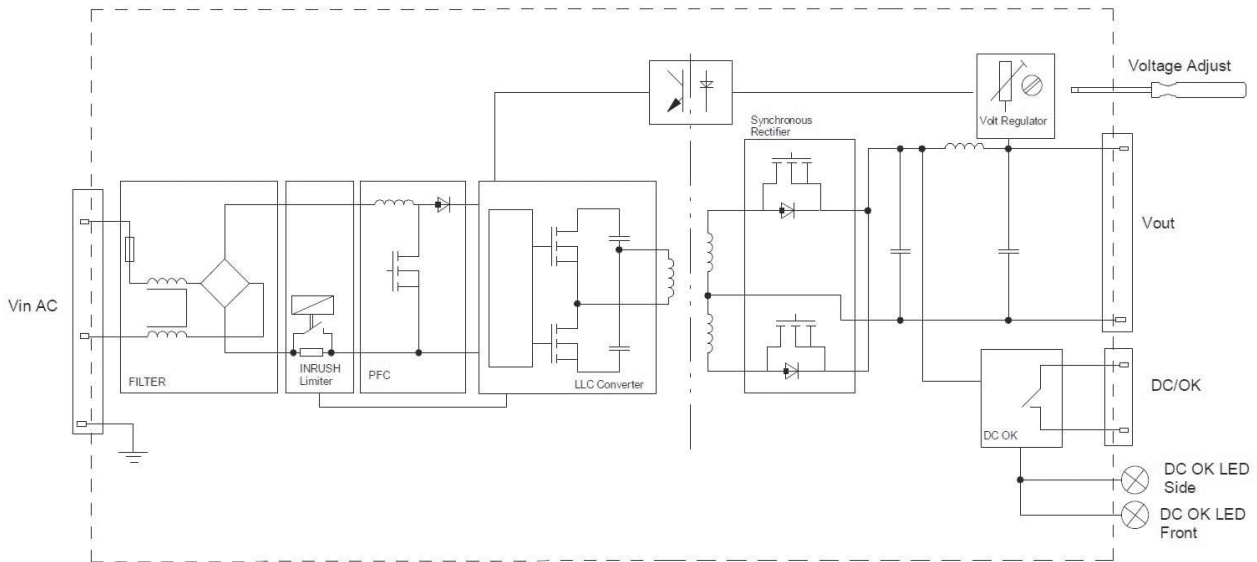 Voltage Adjust
Volt Regulator
Synchronous
Rectifier
Vout
Vin AC
FILTER
INRUSH
Limiter
PFC
LLC Converter
DC/OK
DC OK
DC OK LED
Side
DC OK LED
Front